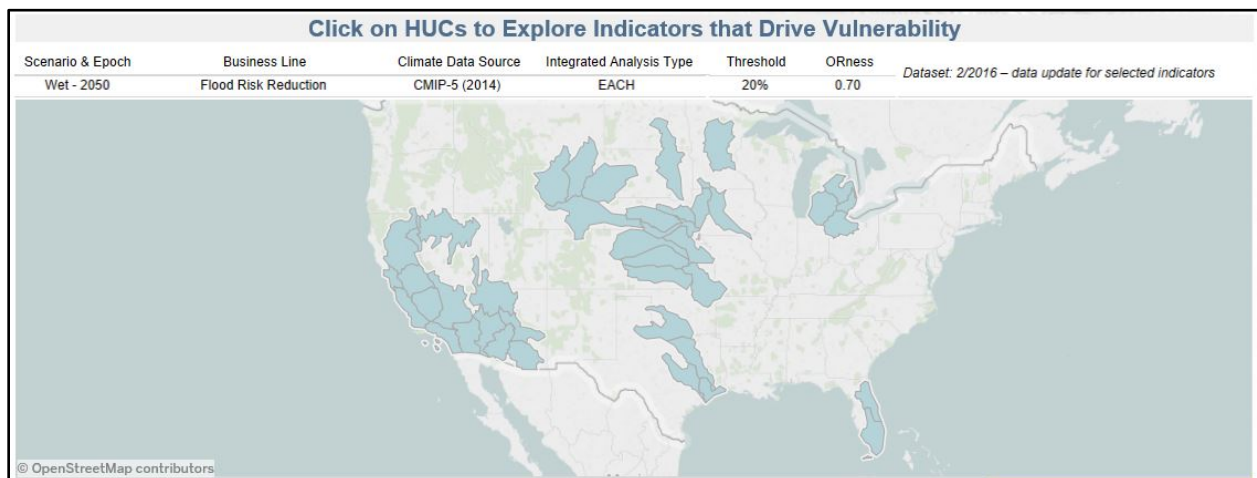 Click on HUCs to Explore Indicators that Drive Vulnerability
Scenario & Epoch Business Line Climate Data Source Integrated Analysis Type Threshold ORness
Wet - 2050 Flood Risk Reduction CMIP-5 (2014) EACH 20% 0.70
Dataset: 2/2016 – data update for selected indicators
© OpenStreetMap contributors